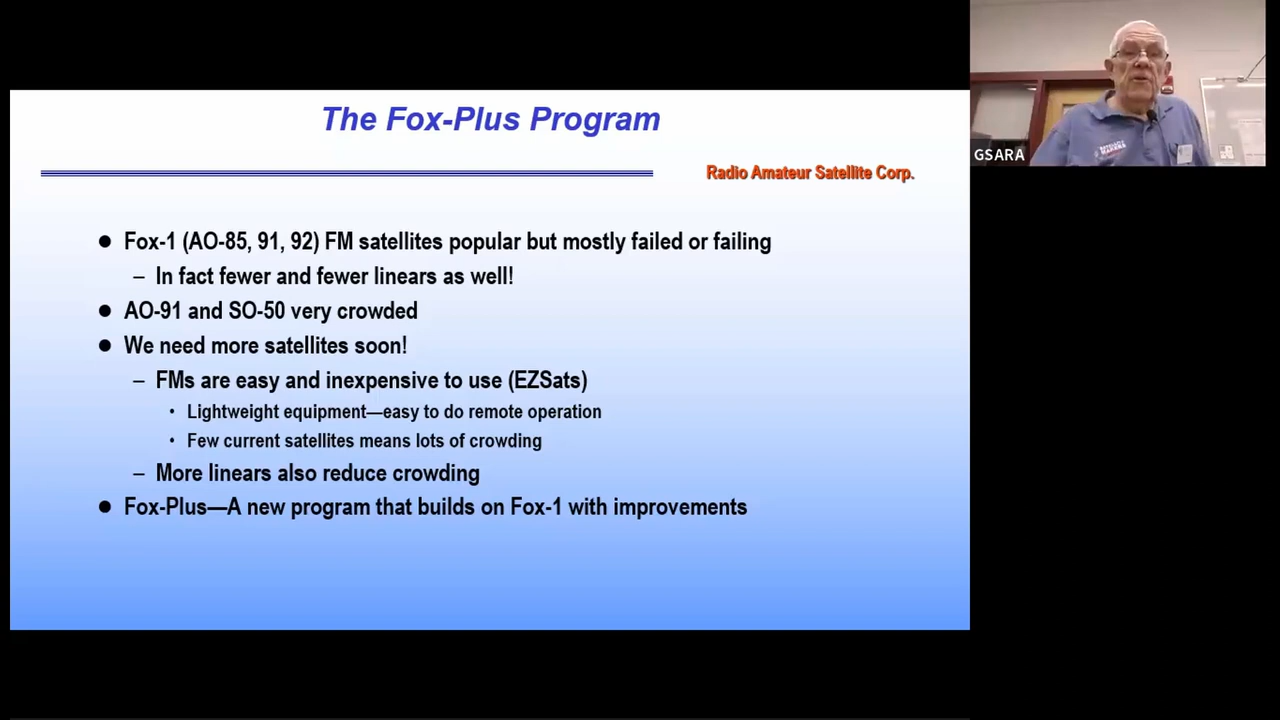 The Fox-Plus Program
Radio Amateur Satellite Corp.
● Fox-1 (AO-85, 91, 92) FM satellites popular but mostly failed or failing
– In fact fewer and fewer linears as well!
● AO-91 and SO-50 very crowded
● We need more satellites soon!
– FMs are easy and inexpensive to use (EZSats)
• Lightweight equipment—easy to do remote operation
• Few current satellites means lots of crowding
– More linears also reduce crowding
● Fox-Plus—A new program that builds on Fox-1 with improvements
GSARA